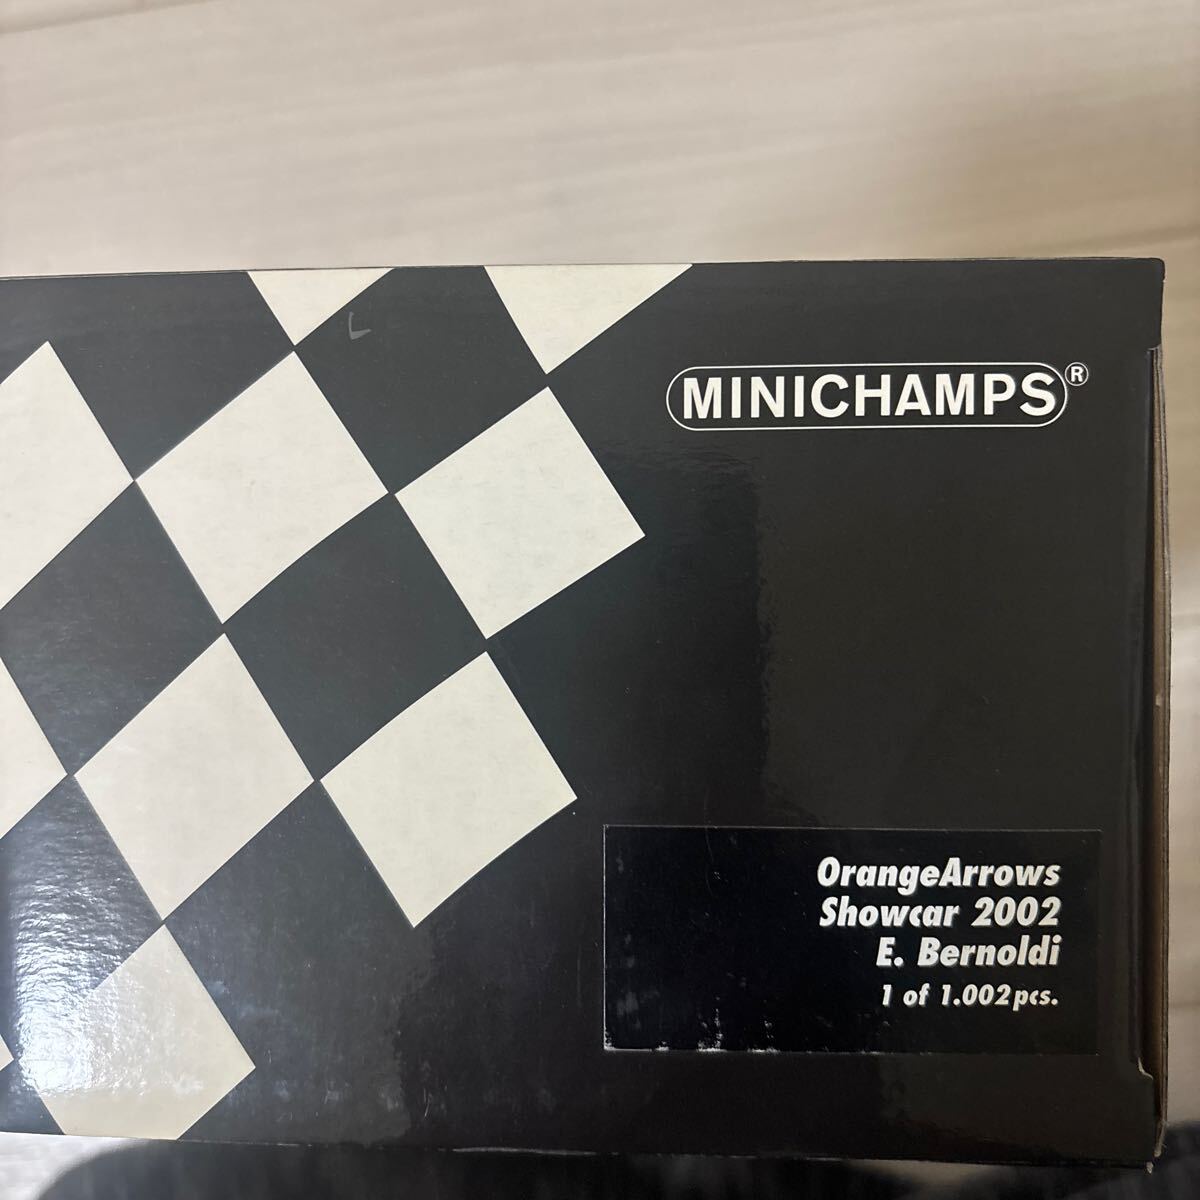 MINICHAMPS®
OrangeArrows
Showcar 2002
E. Bernoldi
1 of 1.002pcs.